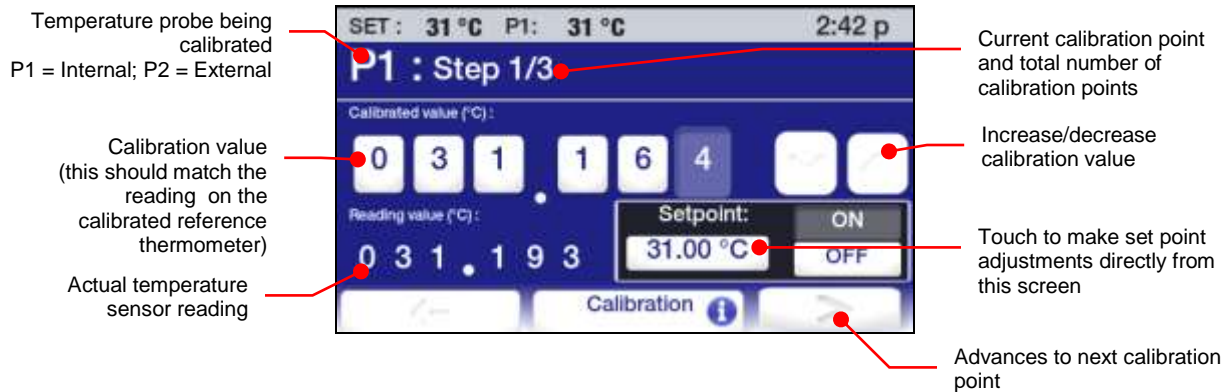 Temperature probe being
calibrated
P1 = Internal; P2 = External
Calibration value
(this should match the
reading on the
calibrated reference
thermometer)
Actual temperature
sensor reading
SET : 31 °C P1: 31 °C 2:42 p
P1 : Step 1/3
Calibrated value (°C) :
0 3 1 . 1 6 4
Reading value (°C) :
0 3 1 . 1 9 3
Setpoint:
31.00 °C
ON
OFF
Calibration i
Current calibration point
and total number of
calibration points
Increase/decrease
calibration value
Touch to make set point
adjustments directly from
this screen
Advances to next calibration
point